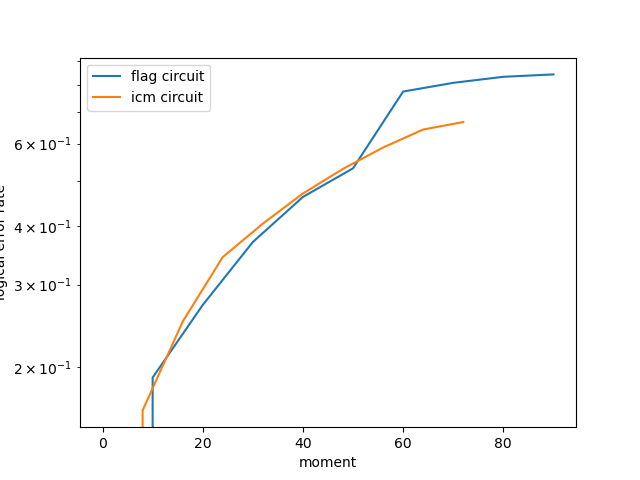 flag circuit
icm circuit
6 × 10⁻¹
4 × 10⁻¹
3 × 10⁻¹
2 × 10⁻¹
logical error rate
0 20 40 60 80
moment